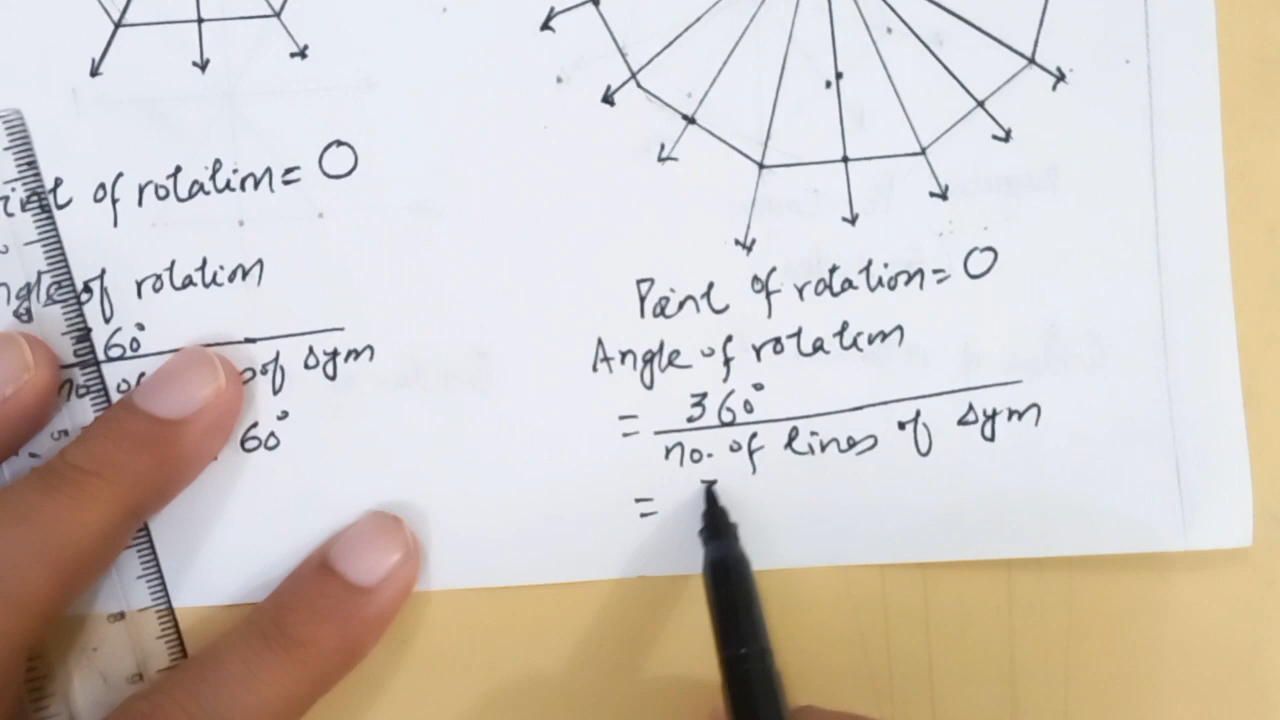 of rotation = O
of rotation
60°
of sym
60°
Point of rotation = O
Angle of rotation
= 360°
no. of lines of sym
=